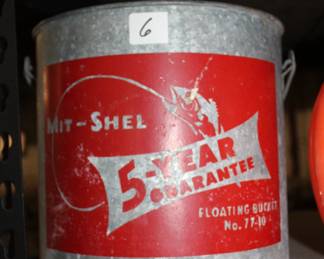 6
MIT-SHEL
5-YEAR
GUARANTEE
FLOATING BUCKET
No. 77-10